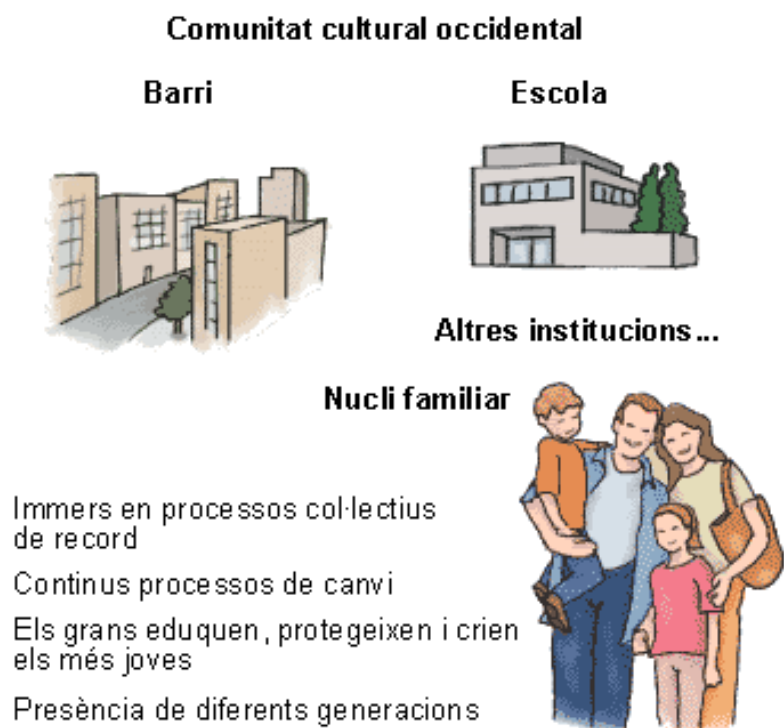 Comunitat cultural occidental
Barri
Escola
Altres institucions...
Nucli familiar
Immers en processos col·lectius
de record
Continus processos de canvi
Els grans eduquen, protegeixen i crien
els més joves
Presència de diferents generacions